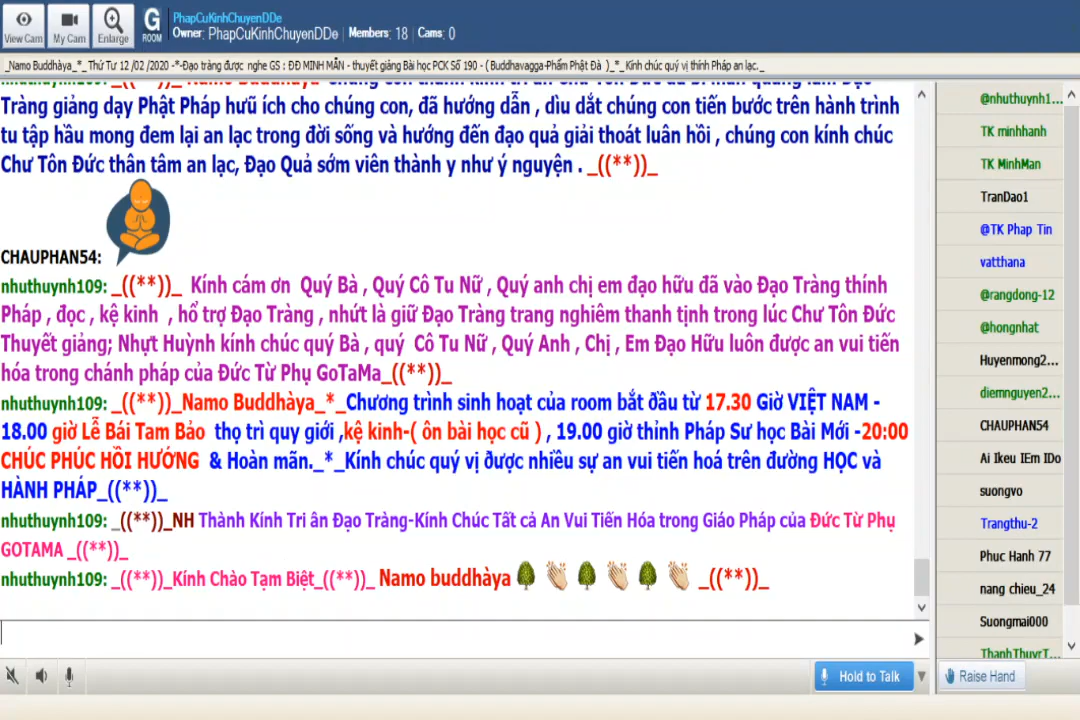 View Cam
My Cam
Enlarge
G
ROOM
PhapCuKinhChuyenDDe
Owner: PhapCuKinhChuyenDDe Members: 18 Cams: 0
_Namo Buddhàya_*_ Thứ Tư 12 /02 /2020 -*-Đạo tràng được nghe GS : ĐĐ MINH MẪN - thuyết giảng Bài học PCK Số 190 - ( Buddhavagga-Phẩm Phật Đà )_*_ Kính chúc quý vị thính Pháp an lạc._
Tràng giảng dạy Phật Pháp hưũ ích cho chúng con, đã hướng dẫn , dìu dắt chúng con tiến bước trên hành trình
tu tập hầu mong đem lại an lạc trong đời sống và hướng đến đạo quả giải thoát luân hồi , chúng con kính chúc
Chư Tôn Đức thân tâm an lạc, Đạo Quả sớm viên thành y như ý nguyện . _((**))_
CHAUPHAN54:
nhuthuynh109: _((**))_ Kính cám ơn Quý Bà , Quý Cô Tu Nữ , Quý anh chị em đạo hữu đã vào Đạo Tràng thính
Pháp , đọc , kệ kinh , hổ trợ Đạo Tràng , nhứt là giữ Đạo Tràng trang nghiêm thanh tịnh trong lúc Chư Tôn Đức
Thuyết giảng; Nhựt Huỳnh kính chúc quý Bà , quý Cô Tu Nữ , Quý Anh , Chị , Em Đạo Hữu luôn được an vui tiến
hóa trong chánh pháp của Đức Từ Phụ GoTaMa_((**))_
nhuthuynh109: _((**))_Namo Buddhàya_*_Chương trình sinh hoạt của room bắt đầu từ 17.30 Giờ VIỆT NAM -
18.00 giờ Lễ Bái Tam Bảo thọ trì quy giới ,kệ kinh-( ôn bài học cũ ) , 19.00 giờ thỉnh Pháp Sư học Bài Mới -20:00
CHÚC PHÚC HỒI HƯỚNG & Hoàn mãn._*_Kính chúc quý vị được nhiều sự an vui tiến hoá trên đường HỌC và
HÀNH PHÁP_((**))_
nhuthuynh109: _((**))_NH Thành Kính Tri ân Đạo Tràng-Kính Chúc Tất cả An Vui Tiến Hóa trong Giáo Pháp của Đức Từ Phụ
GOTAMA _((**))_
nhuthuynh109: _((**))_Kính Chào Tạm Biệt_((**))_ Namo buddhàya _((**))_
@nhuthuynh1...
TK minhhanh
TK MinhMan
TranDao1
@TK Phap Tin
vatthana
@rangdong-12
@hongnhat
Huyenmong2...
diemnguyen2...
CHAUPHAN54
Ai Ikeu IEm IDo
suongvo
Trangthu-2
Phuc Hanh 77
nang chieu_24
Suongmai000
ThanhThuyrT...
Hold to Talk
Raise Hand